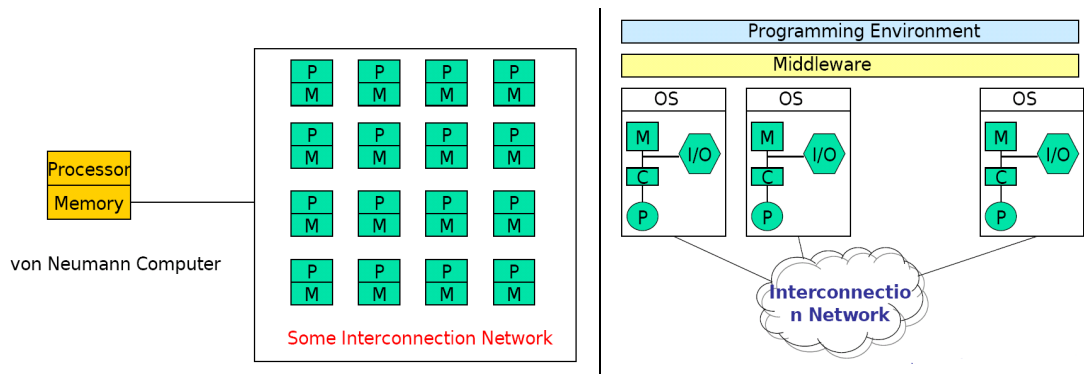 Processor
Memory
von Neumann Computer
P P P P
M M M M
P P P P
M M M M
P P P P
M M M M
P P P P
M M M M
Some Interconnection Network
Programming Environment
Middleware
OS OS OS
M I/O M I/O M I/O
C C C
P P P
Interconnectio
n Network